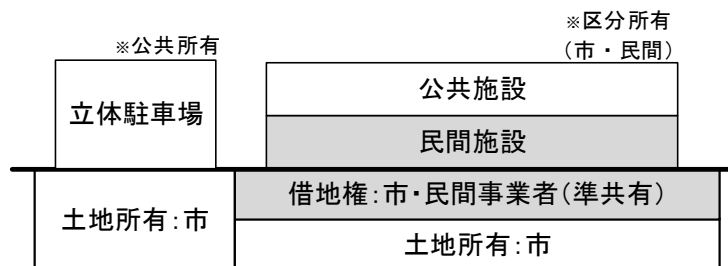 ※公共所有
※区分所有
(市・民間)
立体駐車場
公共施設
民間施設
土地所有:市
借地権:市・民間事業者(準共有)
土地所有:市